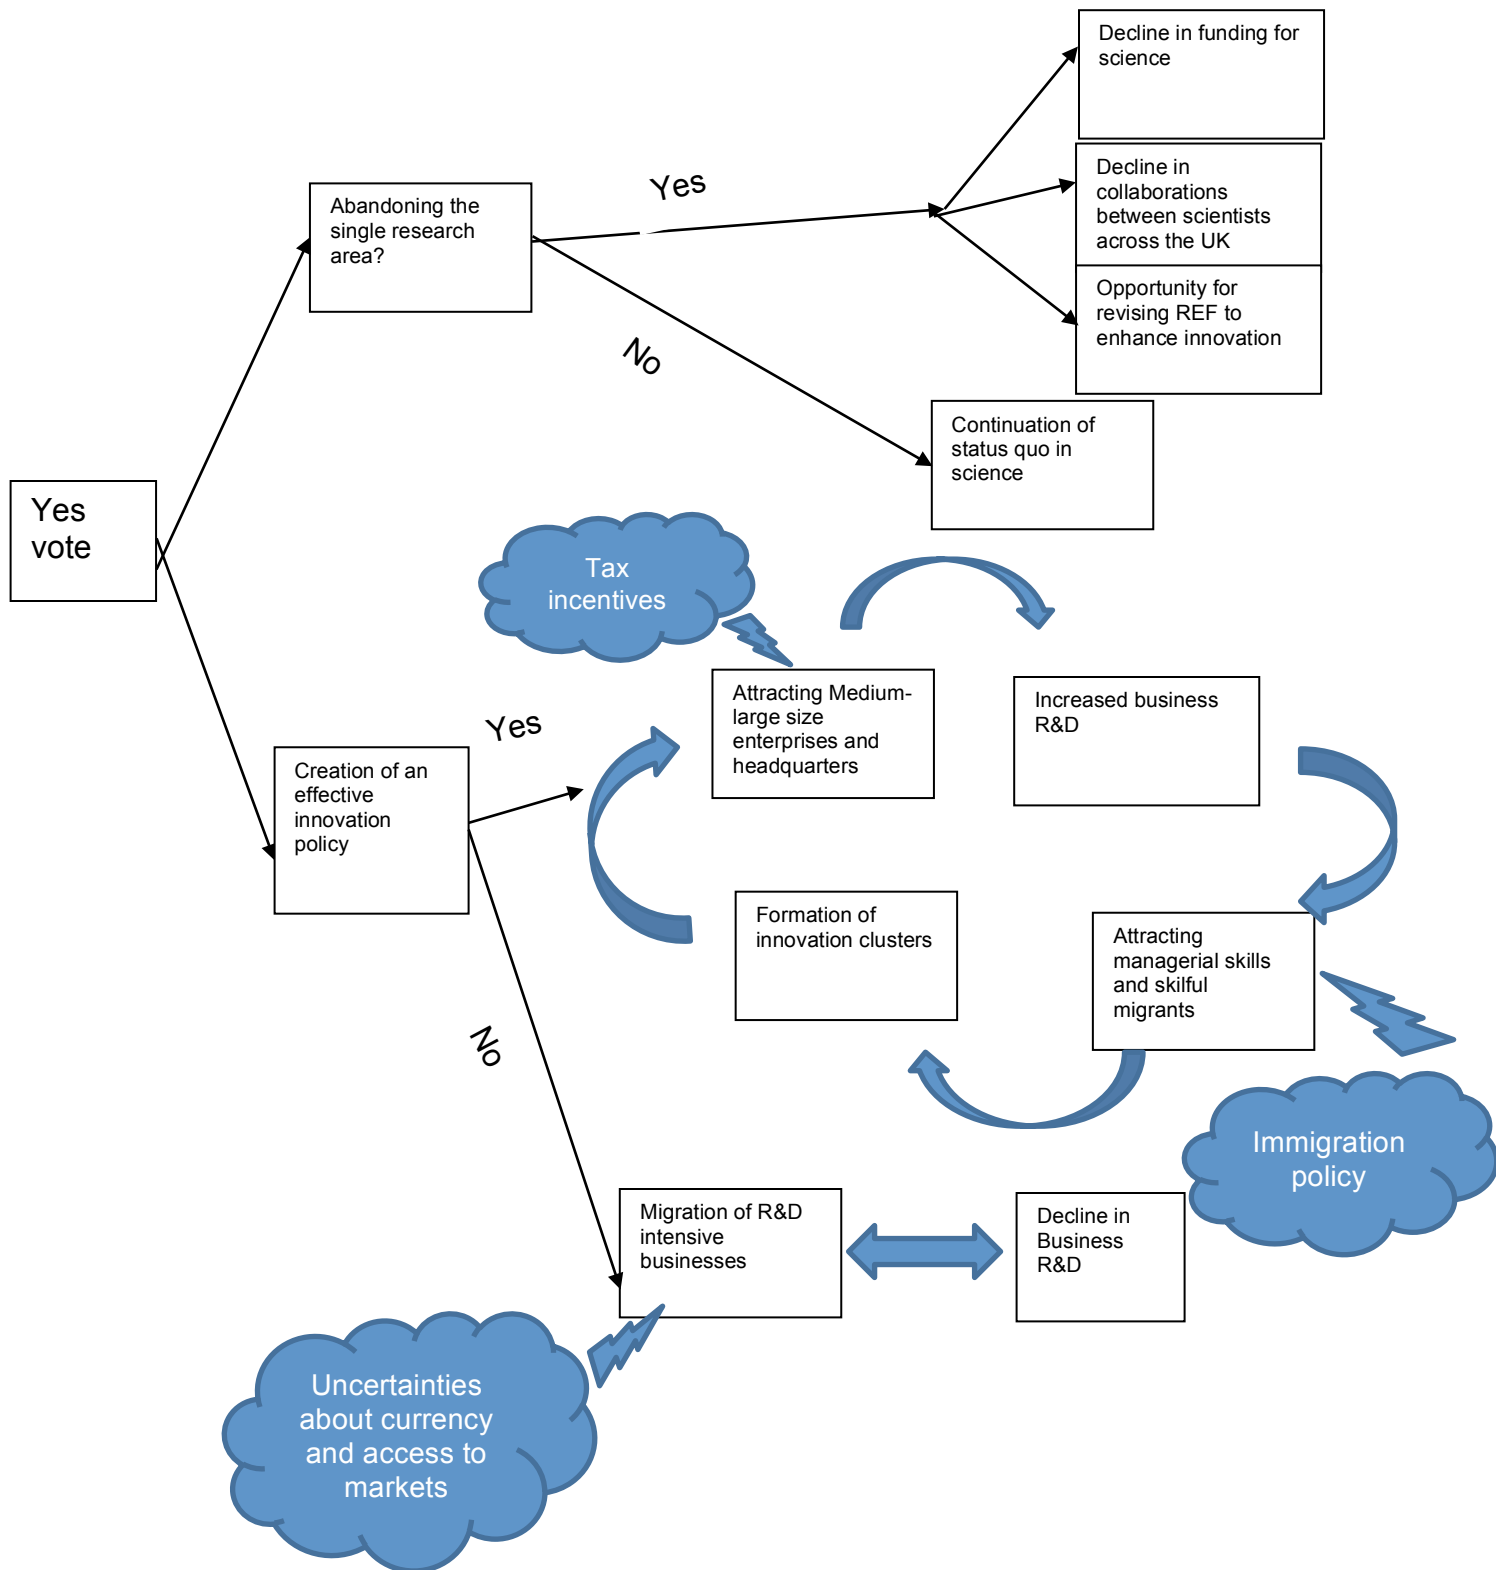 Decline in funding for
science
Decline in
collaborations
between scientists
across the UK
Opportunity for
revising REF to
enhance innovation
Yes
Abandoning the
single research
area?
No
Continuation of
status quo in
science
Yes
vote
Tax
incentives
Attracting Medium-
large size
enterprises and
headquarters
Increased business
R&D
Yes
Creation of an
effective
innovation
policy
Formation of
innovation clusters
Attracting
managerial skills
and skilful
migrants
No
Immigration
policy
Migration of R&D
intensive
businesses
Decline in
Business
R&D
Uncertainties
about currency
and access to
markets